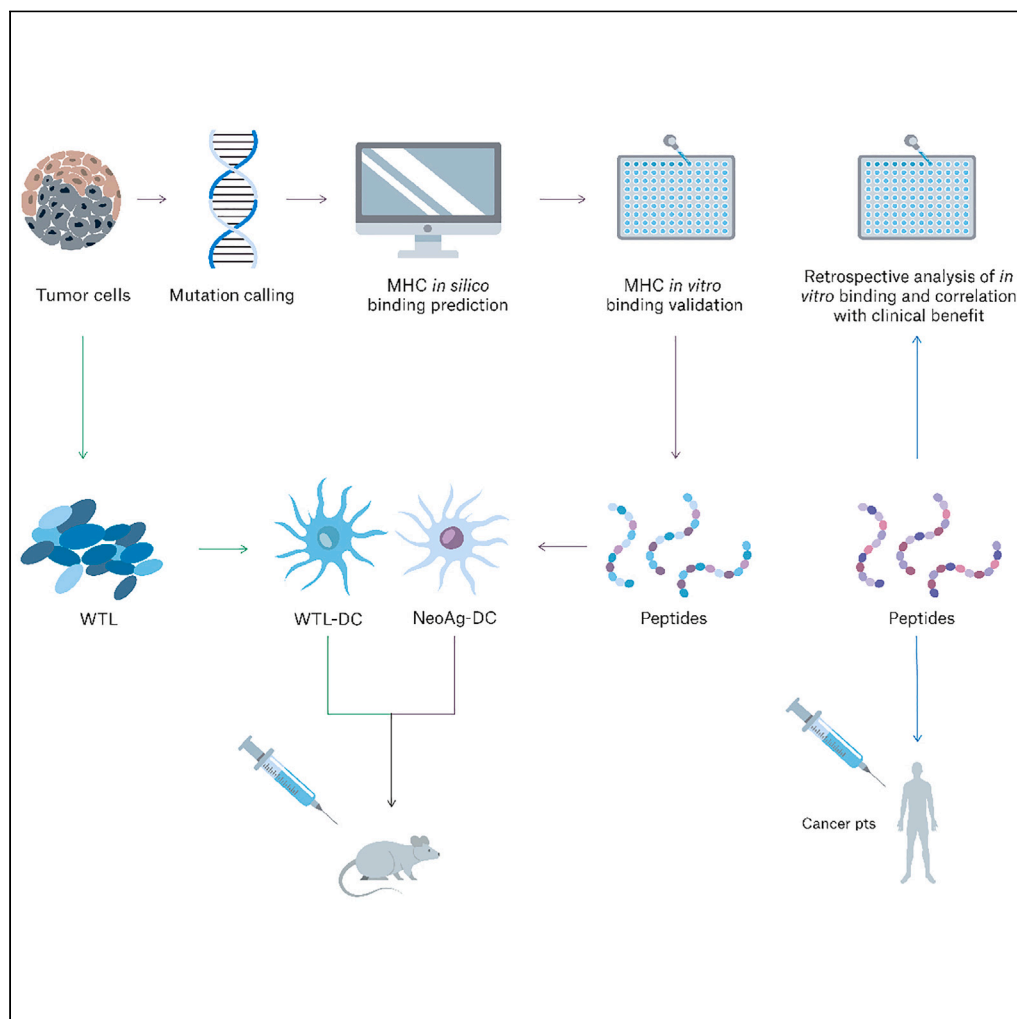 Tumor cells
Mutation calling
MHC in silico
binding prediction
MHC in vitro
binding validation
Retrospective analysis of in
vitro binding and correlation
with clinical benefit
WTL
WTL-DC
NeoAg-DC
Peptides
Peptides
Cancer pts